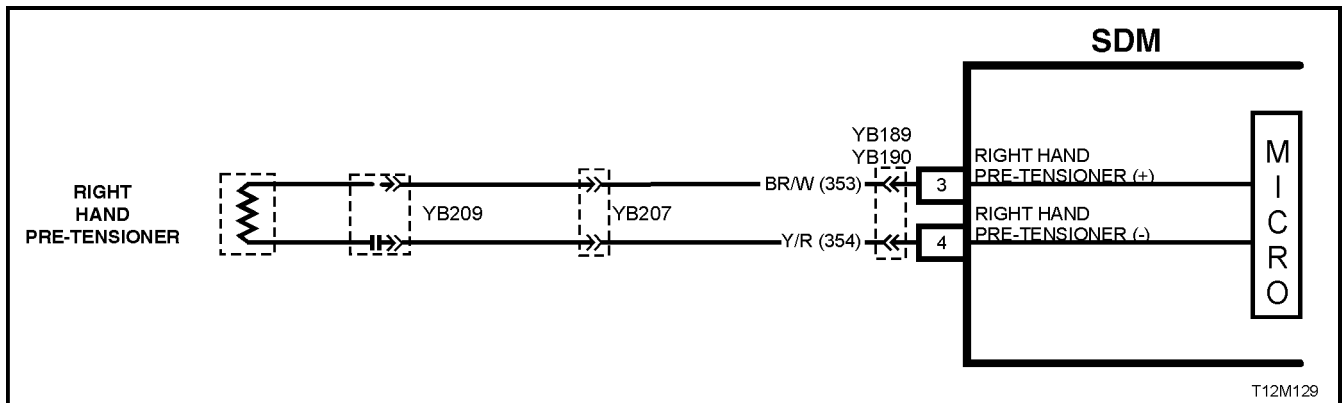 SDM
YB189
YB190
RIGHT HAND
PRE-TENSIONER (+)
RIGHT
HAND
PRE-TENSIONER
BR/W (353)
3
YB209
YB207
RIGHT HAND
PRE-TENSIONER (-)
Y/R (354)
4
MICRO
T12M129